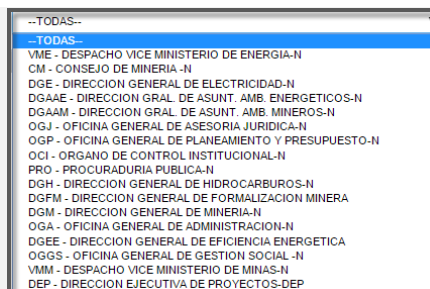 --TODAS--
--TODAS--
VME - DESPACHO VICE MINISTERIO DE ENERGIA-N
CM - CONSEJO DE MINERIA -N
DGE - DIRECCION GENERAL DE ELECTRICIDAD-N
DGAAE - DIRECCION GRAL. DE ASUNT. AMB. ENERGETICOS-N
DGAAM - DIRECCION GRAL. DE ASUNT. AMB. MINEROS-N
OGJ - OFICINA GENERAL DE ASESORIA JURIDICA-N
OGP - OFICINA GENERAL DE PLANEAMIENTO Y PRESUPUESTO-N
OCI - ORGANO DE CONTROL INSTITUCIONAL-N
PRO - PROCURADURIA PUBLICA-N
DGH - DIRECCION GENERAL DE HIDROCARBUROS-N
DGFM - DIRECCION GENERAL DE FORMALIZACION MINERA
DGM - DIRECCION GENERAL DE MINERIA-N
OGA - OFICINA GENERAL DE ADMINISTRACION-N
DGEE - DIRECCION GENERAL DE EFICIENCIA ENERGETICA
OGGS - OFICINA GENERAL DE GESTION SOCIAL -N
VMM - DESPACHO VICE MINISTERIO DE MINAS-N
DEP - DIRECCION EJECUTIVA DE PROYECTOS-DEP